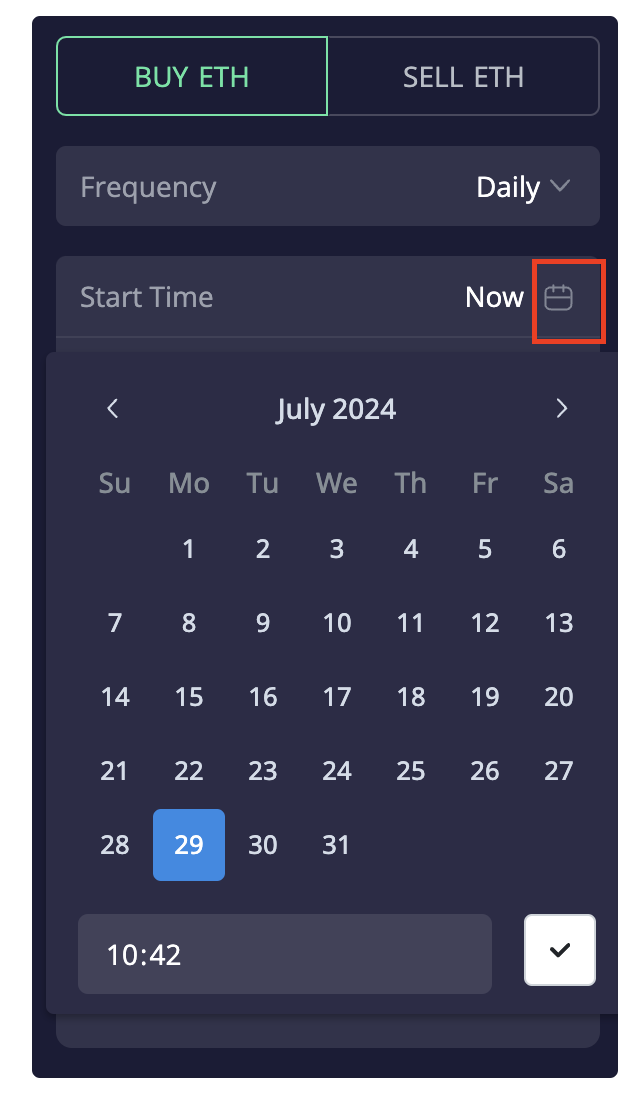 BUY ETH SELL ETH
Frequency Daily
Start Time Now
July 2024
Su Mo Tu We Th Fr Sa
1 2 3 4 5 6
7 8 9 10 11 12 13
14 15 16 17 18 19 20
21 22 23 24 25 26 27
28 29 30 31
10:42